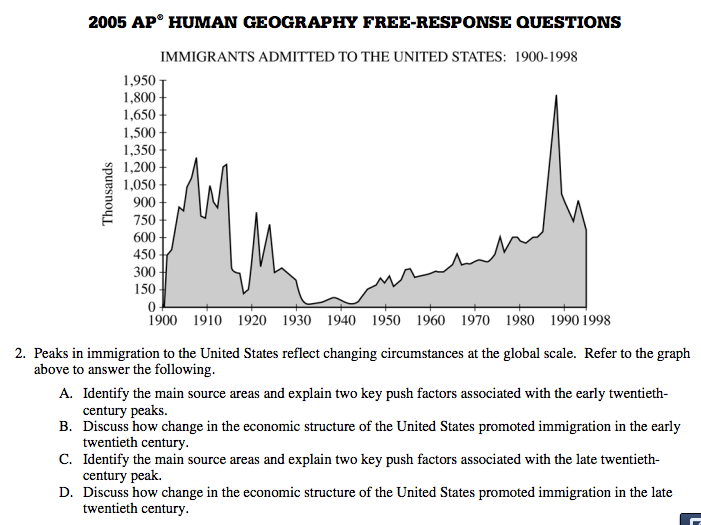 2005 AP® HUMAN GEOGRAPHY FREE-RESPONSE QUESTIONS
IMMIGRANTS ADMITTED TO THE UNITED STATES: 1900-1998
Thousands
1,950
1,800
1,650
1,500
1,350
1,200
1,050
900
750
600
450
300
150
0
1900 1910 1920 1930 1940 1950 1960 1970 1980 1990 1998
2. Peaks in immigration to the United States reflect changing circumstances at the global scale. Refer to the graph
above to answer the following.
A. Identify the main source areas and explain two key push factors associated with the early twentieth-
century peaks.
B. Discuss how change in the economic structure of the United States promoted immigration in the early
twentieth century.
C. Identify the main source areas and explain two key push factors associated with the late twentieth-
century peak.
D. Discuss how change in the economic structure of the United States promoted immigration in the late
twentieth century.